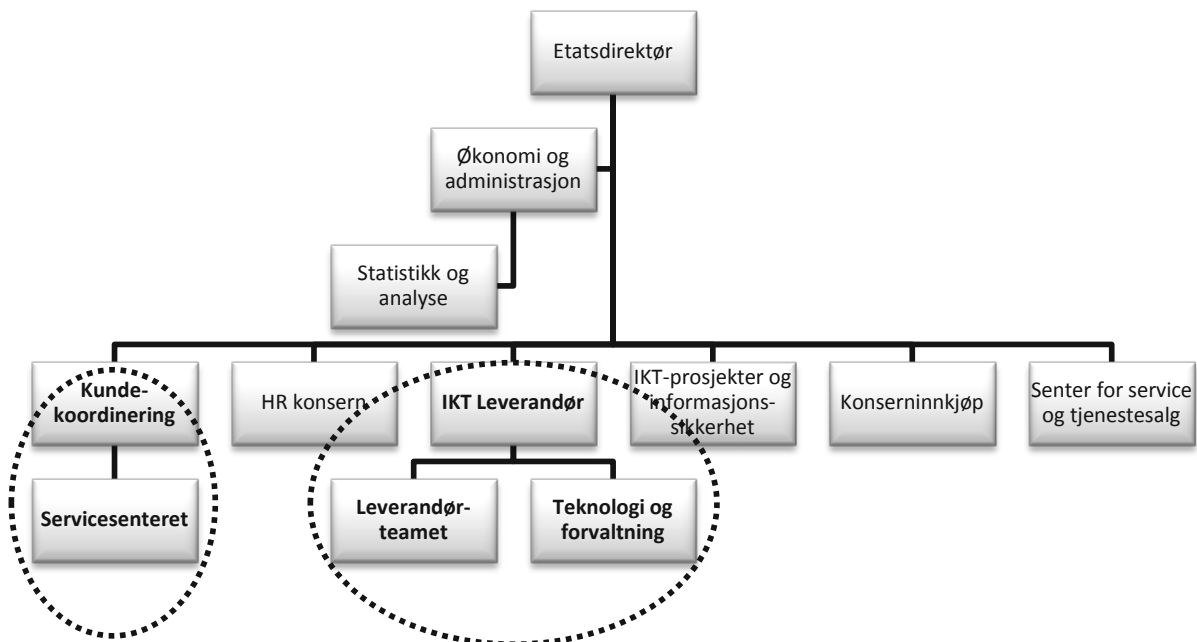 Etatsdirektør
Økonomi og
administrasjon
Statistikk og
analyse
Kunde-
koordinering
HR konsern
IKT Leverandør
IKT-prosjekter og
informasjons-
sikkerhet
Konserninnkjøp
Senter for service
og tjenestesalg
Servicesenteret
Leverandør-
teamet
Teknologi og
forvaltning